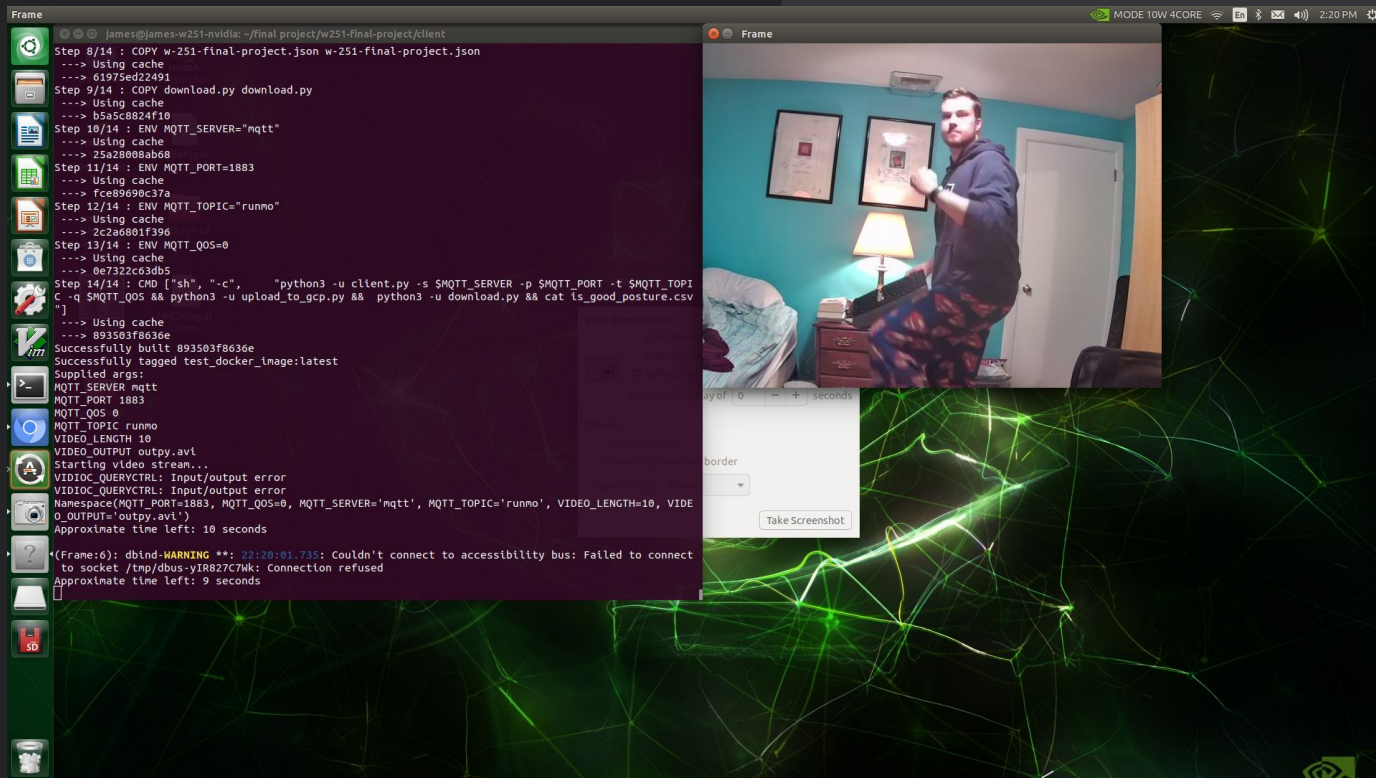 Frame
MODE 10W 4CORE
En
2:20 PM
james@james-w251-nvidia: ~/final project/w251-final-project/client
Step 8/14 : COPY w-251-final-project.json w-251-final-project.json
 ---> Using cache
 ---> 61975ed22491
Step 9/14 : COPY download.py download.py
 ---> Using cache
 ---> b5a5c8824f10
Step 10/14 : ENV MQTT_SERVER="mqtt"
 ---> Using cache
 ---> 25a28008ab68
Step 11/14 : ENV MQTT_PORT=1883
 ---> Using cache
 ---> fce89690c37a
Step 12/14 : ENV MQTT_TOPIC="runmo"
 ---> Using cache
 ---> 2c2a6801f396
Step 13/14 : ENV MQTT_QOS=0
 ---> Using cache
 ---> 0e7322c63db5
Step 14/14 : CMD ["sh", "-c",     "python3 -u client.py -s $MQTT_SERVER -p $MQTT_PORT -t $MQTT_TOPI
C -q $MQTT_QOS && python3 -u upload_to_gcp.py &&  python3 -u download.py && cat is_good_posture.csv
"]
 ---> Using cache
 ---> 893503f8636e
Successfully built 893503f8636e
Successfully tagged test_docker_image:latest
Supplied args:
MQTT_SERVER mqtt
MQTT_PORT 1883
MQTT_QOS 0
MQTT_TOPIC runmo
VIDEO_LENGTH 10
VIDEO_OUTPUT outpy.avi
Starting video stream...
VIDIOC_QUERYCTRL: Input/output error
VIDIOC_QUERYCTRL: Input/output error
Namespace(MQTT_PORT=1883, MQTT_QOS=0, MQTT_SERVER='mqtt', MQTT_TOPIC='runmo', VIDEO_LENGTH=10, VIDE
O_OUTPUT='outpy.avi')
Approximate time left: 10 seconds
(Frame:6): dbind-WARNING **: 22:20:01.735: Couldn't connect to accessibility bus: Failed to connect
 to socket /tmp/dbus-yIR827C7Wk: Connection refused
Approximate time left: 9 seconds
Frame
ay of 0 - + seconds
border
Take Screenshot
Vim
SD